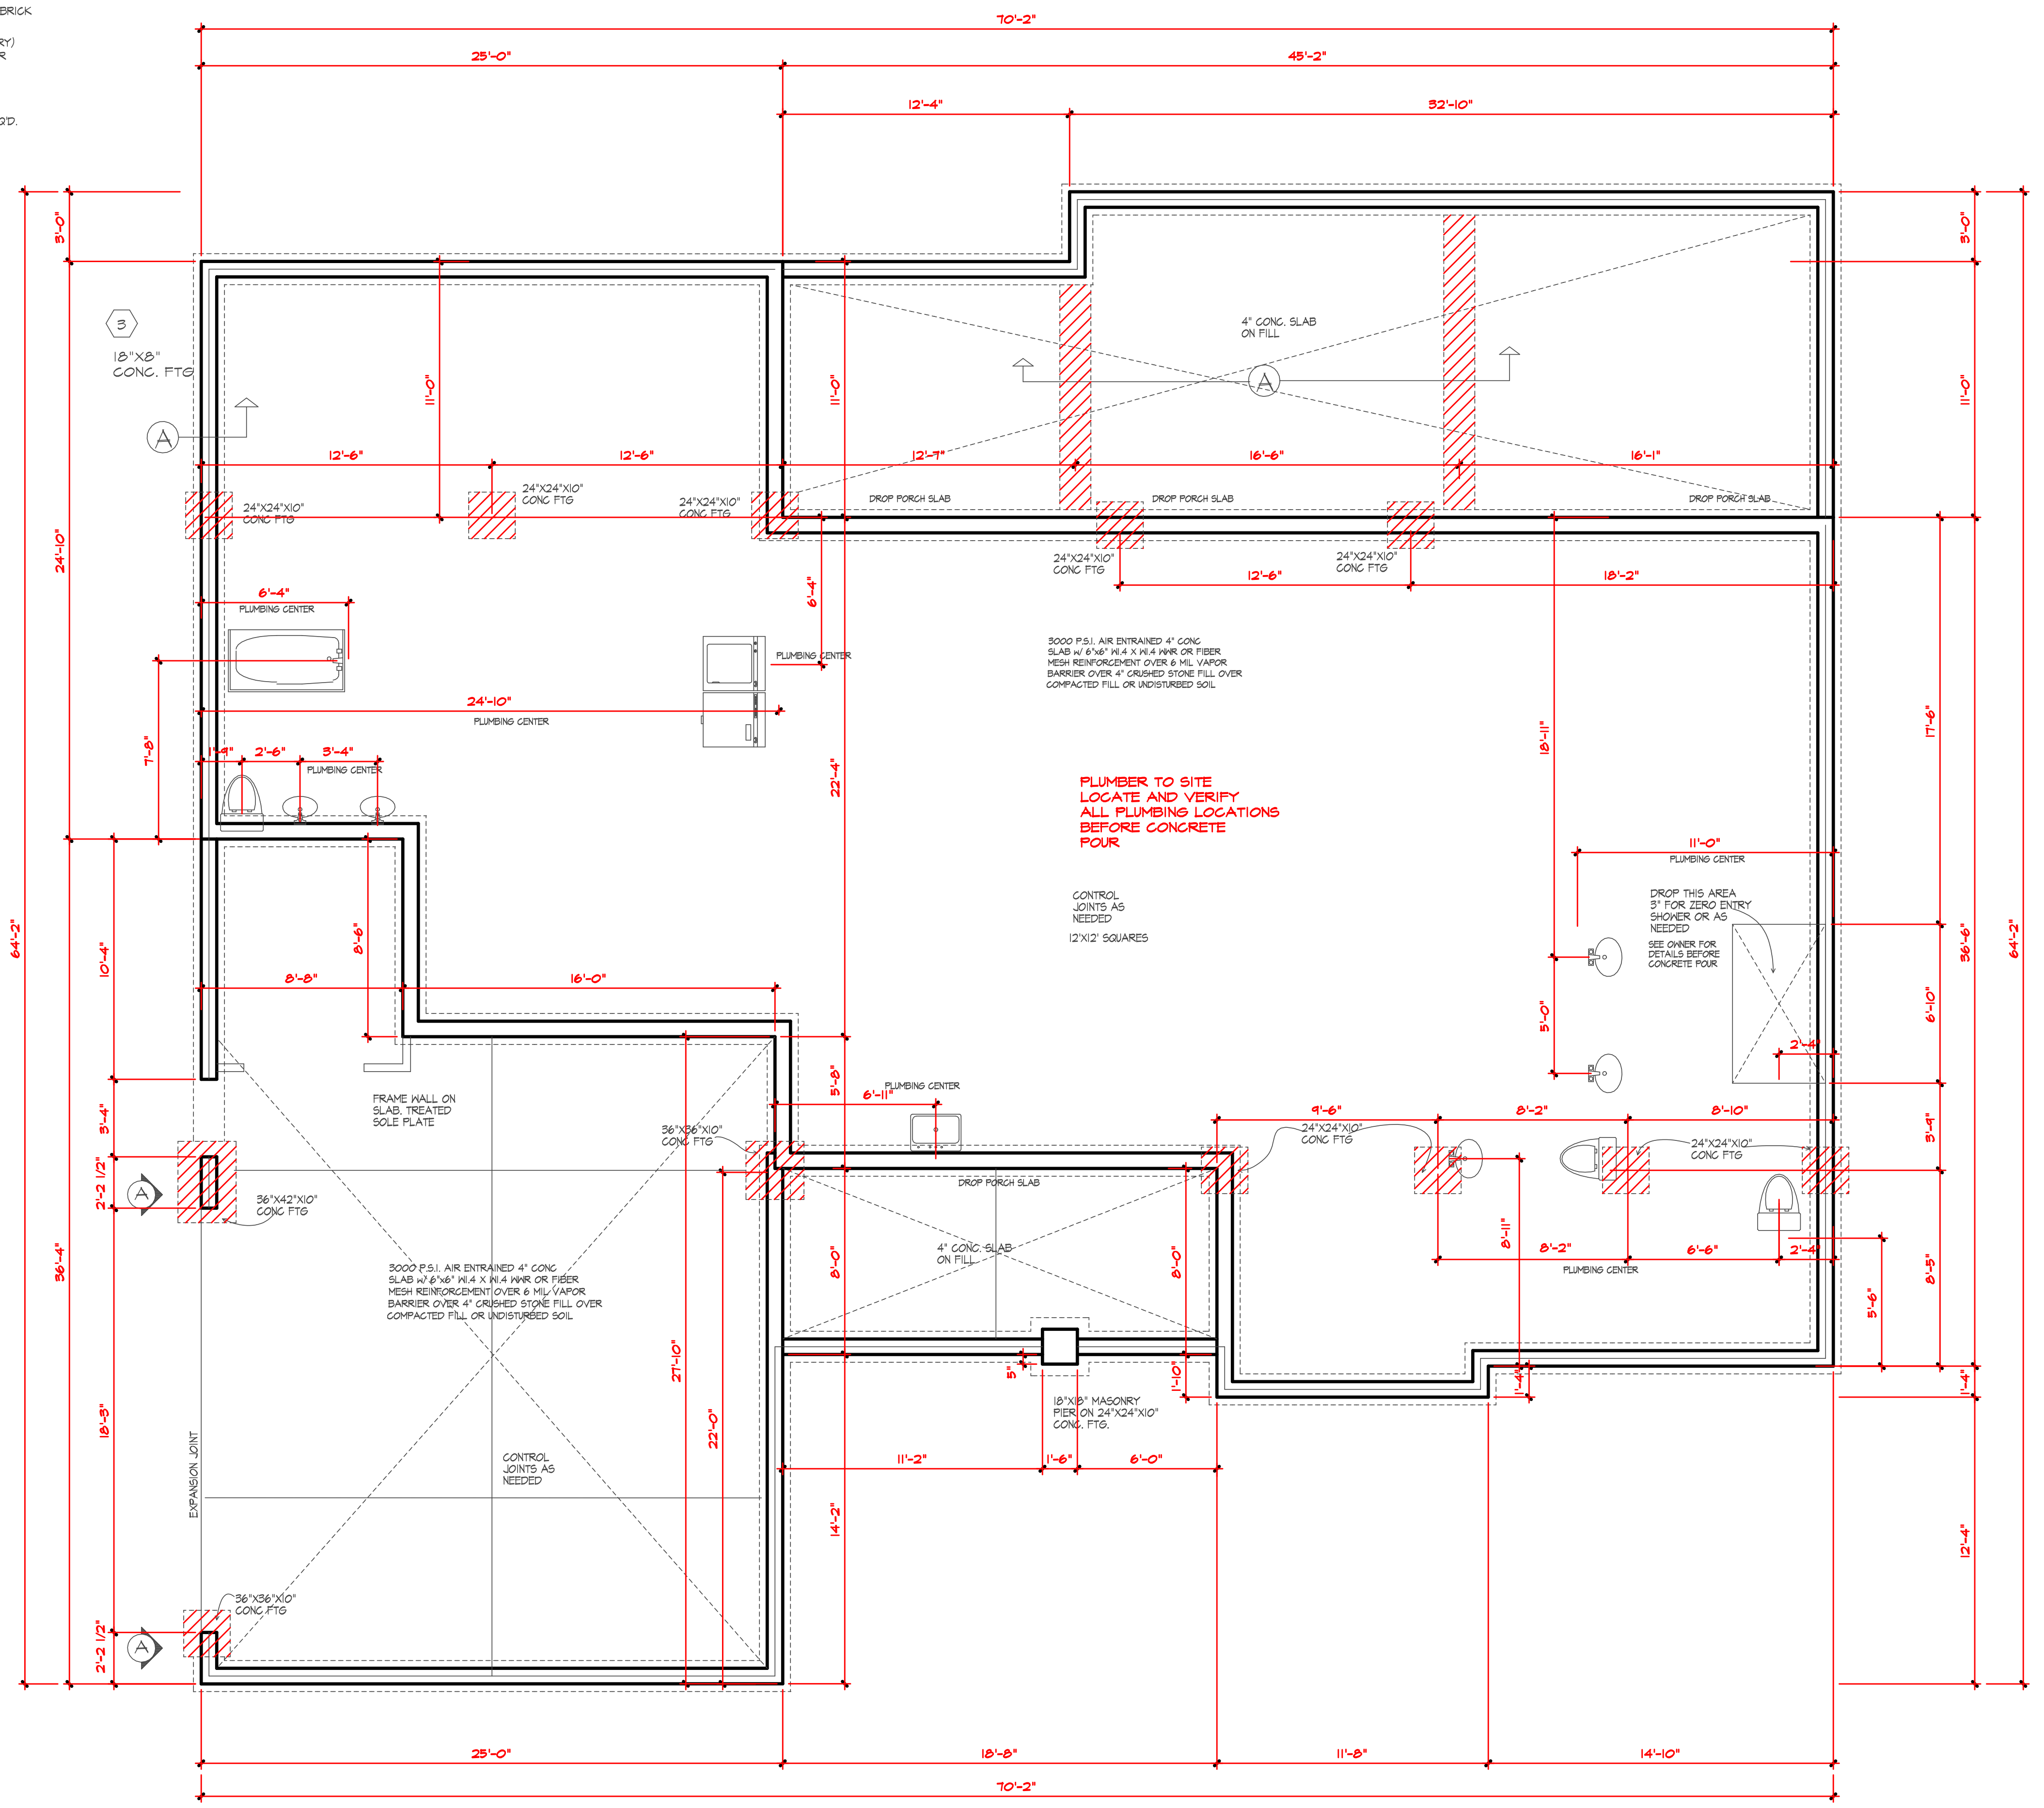 BRICK
RY)
R
Q'D.
70'-2"
25'-0"
45'-2"
12'-4"
32'-10"
3'-0"
3'-0"
3
18"X8"
CONC. FTG
A
11'-0"
11'-0"
4" CONC. SLAB
ON FILL
A
11'-0"
12'-6"
12'-6"
12'-7"
16'-6"
16'-1"
24"X24"X10"
CONC FTG
24"X24"X10"
CONC FTG
24"X24"X10"
CONC FTG
DROP PORCH SLAB
DROP PORCH SLAB
DROP PORCH SLAB
24"X24"X10"
CONC FTG
24"X24"X10"
CONC FTG
12'-6"
18'-2"
24'-10"
6'-4"
PLUMBING CENTER
6'-4"
PLUMBING CENTER
3000 P.S.I. AIR ENTRAINED 4" CONC
SLAB W/ 6"x6" W1.4 X W1.4 WWR OR FIBER
MESH REINFORCEMENT OVER 6 MIL VAPOR
BARRIER OVER 4" CRUSHED STONE FILL OVER
COMPACTED FILL OR UNDISTURBED SOIL
24'-10"
PLUMBING CENTER
7'-8"
1'-9"
2'-6"
3'-4"
PLUMBING CENTER
22'-4"
18'-11"
17'-6"
PLUMBER TO SITE
LOCATE AND VERIFY
ALL PLUMBING LOCATIONS
BEFORE CONCRETE
POUR
11'-0"
PLUMBING CENTER
CONTROL
JOINTS AS
NEEDED
12'X12' SQUARES
DROP THIS AREA
3" FOR ZERO ENTRY
SHOWER OR AS
NEEDED
SEE OWNER FOR
DETAILS BEFORE
CONCRETE POUR
64'-2"
10'-4"
8'-6"
8'-8"
16'-0"
36'-6"
64'-2"
6'-10"
5'-0"
2'-4"
5'-8"
PLUMBING CENTER
6'-11"
FRAME WALL ON
SLAB, TREATED
SOLE PLATE
3'-4"
9'-6"
8'-2"
8'-10"
3'-9"
36"X36"X10"
CONC FTG
24"X24"X10"
CONC FTG
24"X24"X10"
CONC FTG
2'-2 1/2"
A
36"X42"X10"
CONC FTG
DROP PORCH SLAB
4" CONC. SLAB
ON FILL
8'-0"
8'-0"
8'-11"
8'-2"
6'-6"
2'-4"
PLUMBING CENTER
8'-5"
5'-6"
36'-4"
3000 P.S.I. AIR ENTRAINED 4" CONC
SLAB W/ 6"x6" W1.4 X W1.4 WWR OR FIBER
MESH REINFORCEMENT OVER 6 MIL VAPOR
BARRIER OVER 4" CRUSHED STONE FILL OVER
COMPACTED FILL OR UNDISTURBED SOIL
27'-10"
22'-0"
5"
1'-10"
1'-4"
1'-4"
18"X18" MASONRY
PIER ON 24"X24"X10"
CONC. FTG.
18'-3"
EXPANSION JOINT
CONTROL
JOINTS AS
NEEDED
11'-2"
1'-6"
6'-0"
14'-2"
12'-4"
36"X36"X10"
CONC FTG
2'-2 1/2"
A
25'-0"
18'-8"
11'-8"
14'-10"
70'-2"